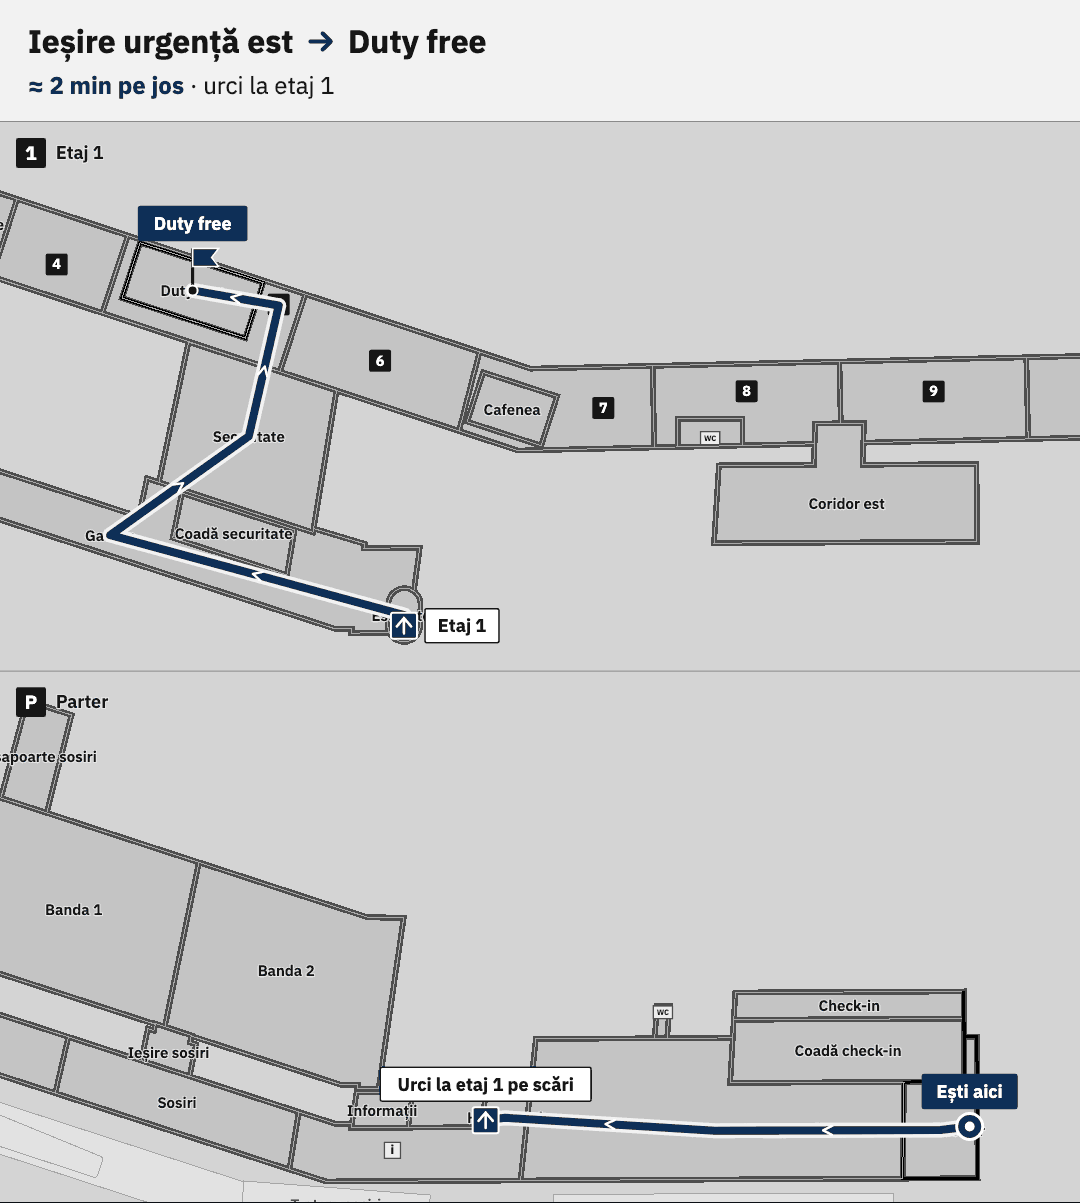 Ieșire urgență est → Duty free
≈ 2 min pe jos · urci la etaj 1
1 Etaj 1
Duty free
4
6
Cafenea
7
8
9
wc
Coridor est
Coadă securitate
Etaj 1
P Parter
Banda 1
Banda 2
Check-in
Coadă check-in
wc
Ieșire sosiri
Sosiri
Urci la etaj 1 pe scări
Ești aici
Informații
i